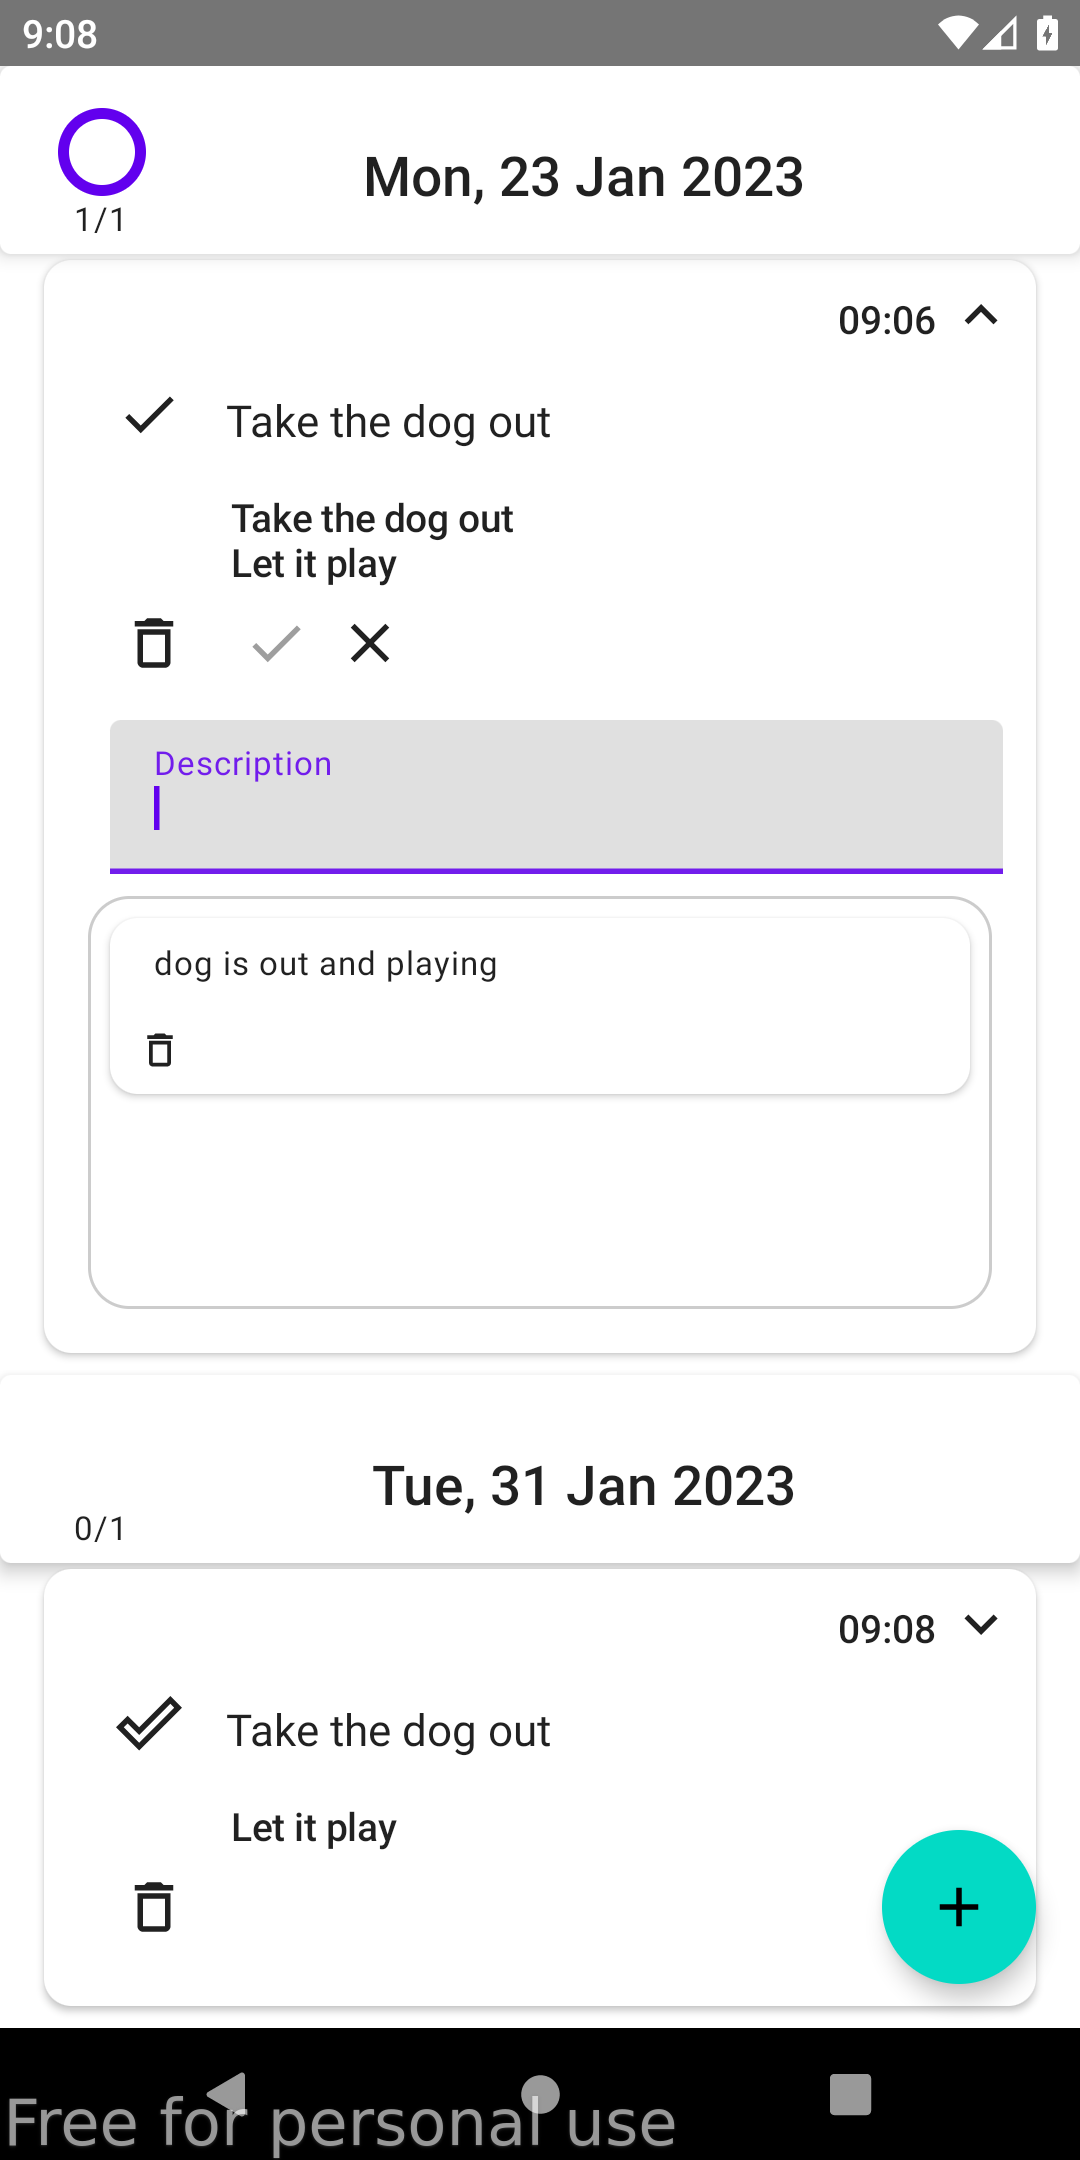 9:08
Mon, 23 Jan 2023
1/1
09:06
Take the dog out
Take the dog out
Let it play
Description
dog is out and playing
Tue, 31 Jan 2023
0/1
09:08
Take the dog out
Let it play
Free for personal use